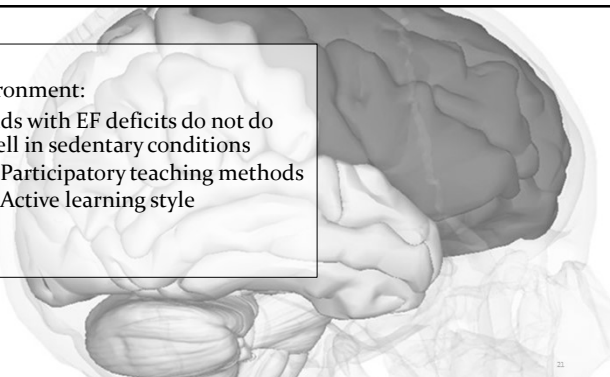 ronment:
ds with EF deficits do not do
ell in sedentary conditions
Participatory teaching methods
Active learning style
21